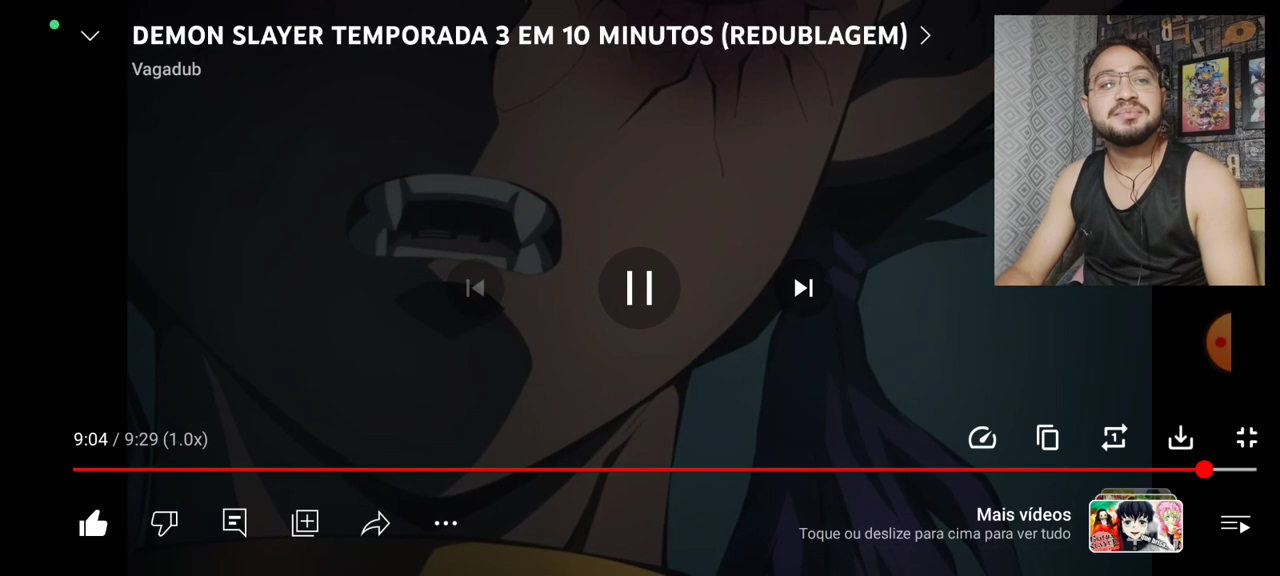 DEMON SLAYER TEMPORADA 3 EM 10 MINUTOS (REDUBLAGEM)
Vagadub
9:04 / 9:29 (1.0x)
1
Mais vídeos
Toque ou deslize para cima para ver tudo